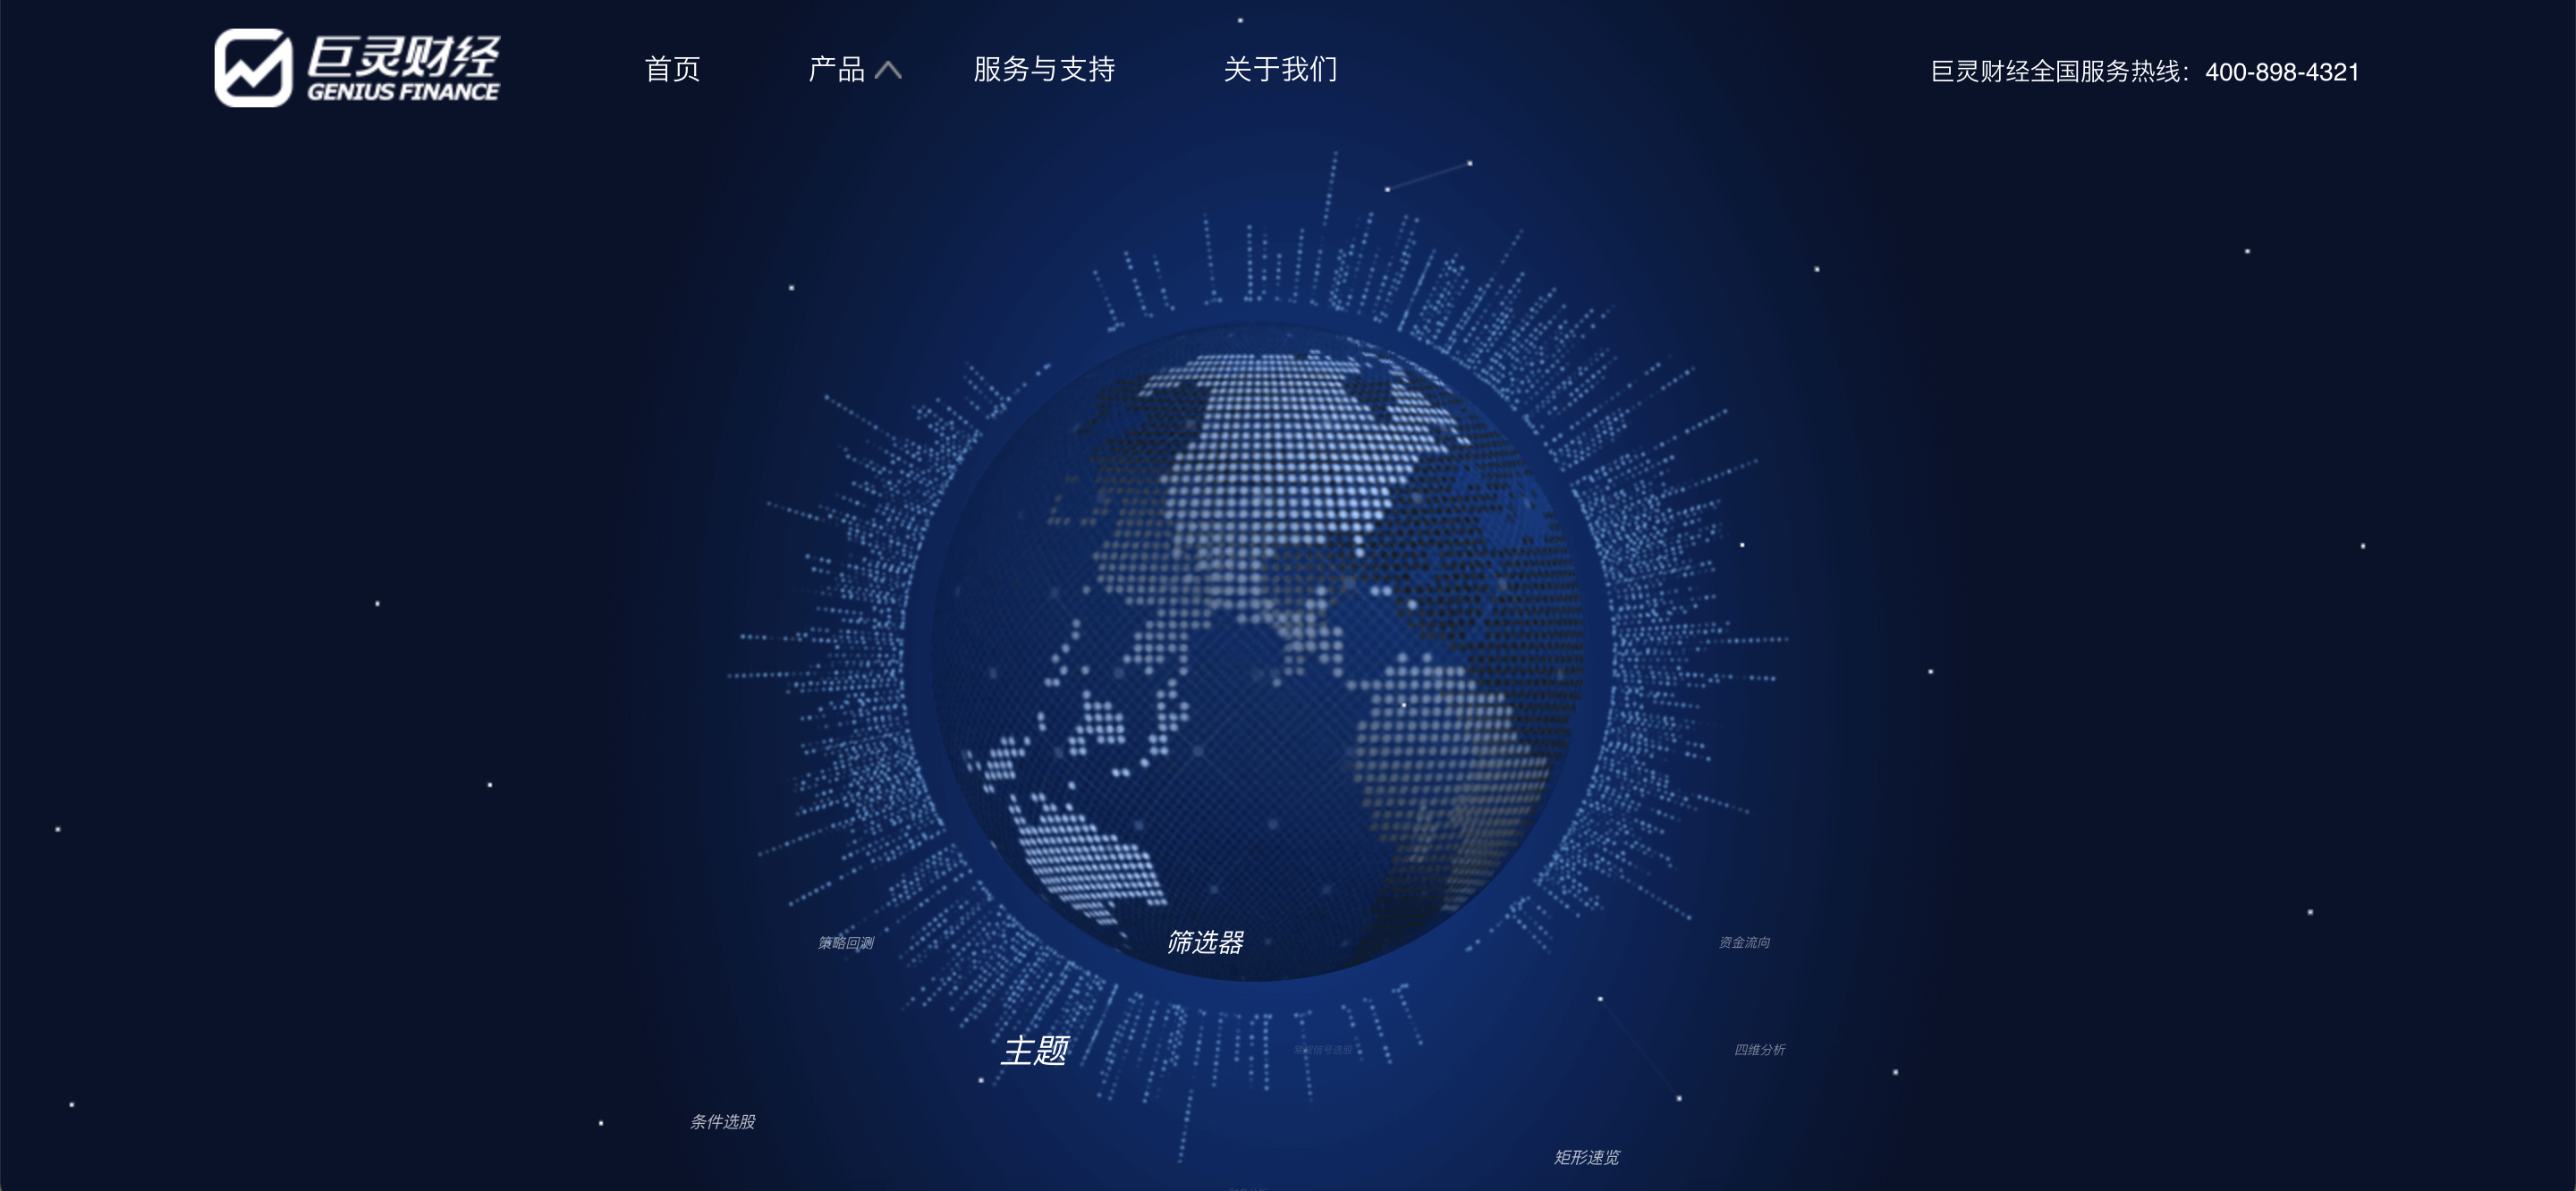 巨灵财经
GENIUS FINANCE
首页
产品
服务与支持
关于我们
巨灵财经全国服务热线：400-898-4321
策略回测
筛选器
资金流向
主题
四维分析
条件选股
矩形速览